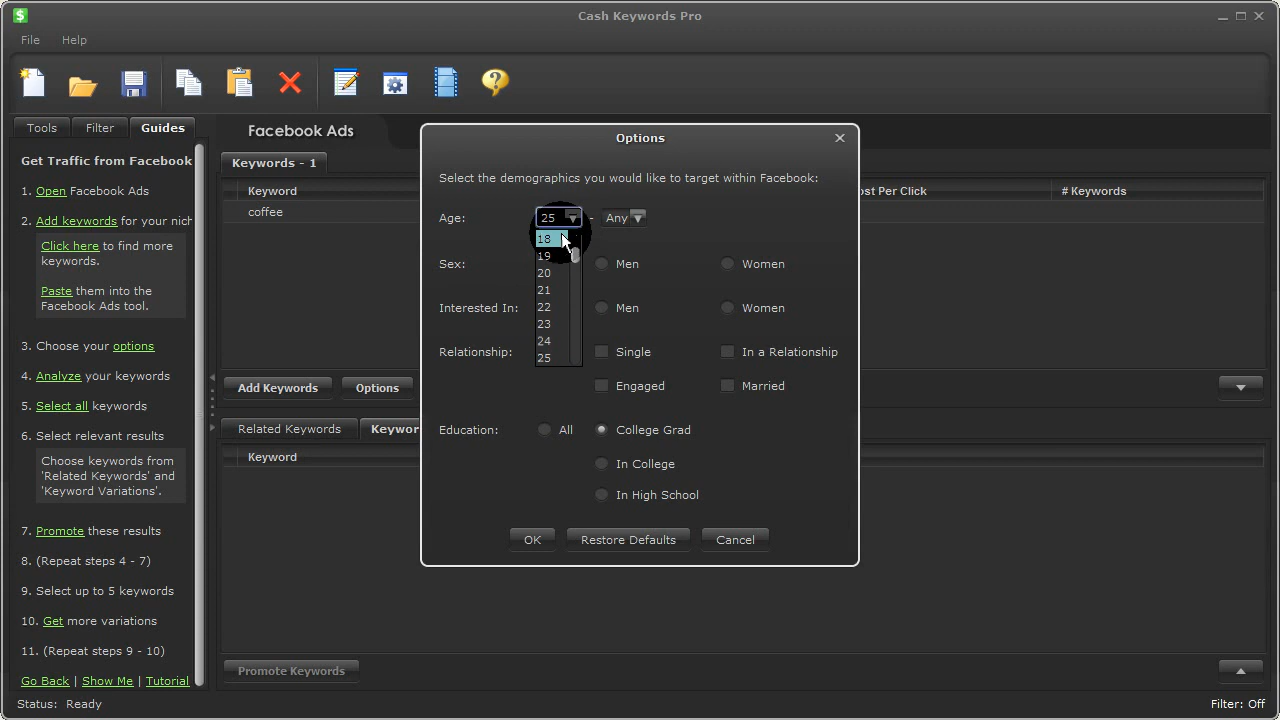 Cash Keywords Pro
File Help
Tools Filter Guides
Facebook Ads
Get Traffic from Facebook
1. Open Facebook Ads
2. Add keywords for your nich
Click here to find more
keywords.
Paste them into the
Facebook Ads tool.
3. Choose your options
4. Analyze your keywords
5. Select all keywords
6. Select relevant results
Choose keywords from
'Related Keywords' and
'Keyword Variations'.
7. Promote these results
8. (Repeat steps 4 - 7)
9. Select up to 5 keywords
10. Get more variations
11. (Repeat steps 9 - 10)
Go Back | Show Me | Tutorial
Keywords - 1
Keyword ost Per Click # Keywords
coffee
Add Keywords Options
Related Keywords Keywor
Keyword
Promote Keywords
Options
Select the demographics you would like to target within Facebook:
Age: 25 - Any
18
19
20
21
22
23
24
25
Sex: Men Women
Interested In: Men Women
Relationship: Single In a Relationship
Engaged Married
Education: All College Grad
In College
In High School
OK Restore Defaults Cancel
Status: Ready Filter: Off